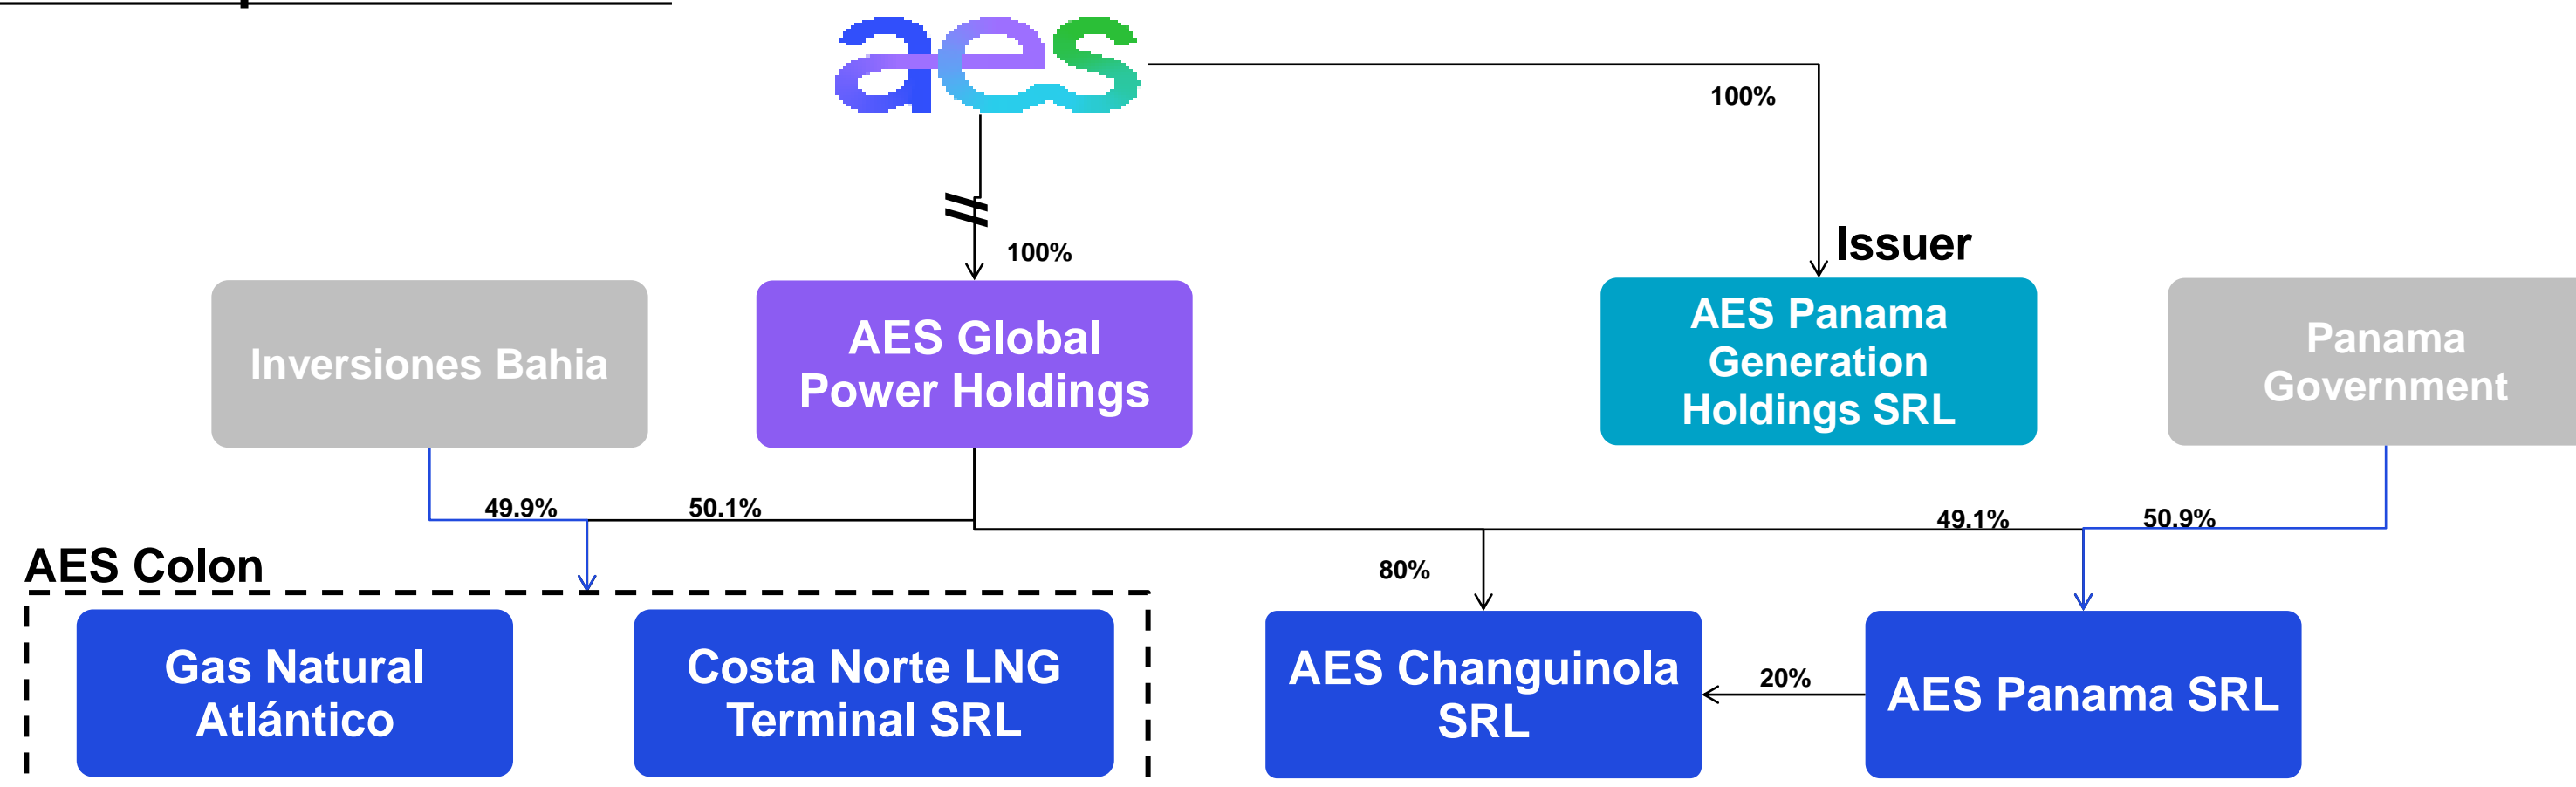 aes
100%
100%
Issuer
Inversiones Bahia
AES Global
Power Holdings
AES Panama
Generation
Holdings SRL
Panama
Government
49.9%
50.1%
49.1%
50.9%
AES Colon
80%
Gas Natural
Atlántico
Costa Norte LNG
Terminal SRL
AES Changuinola
SRL
20%
AES Panama SRL